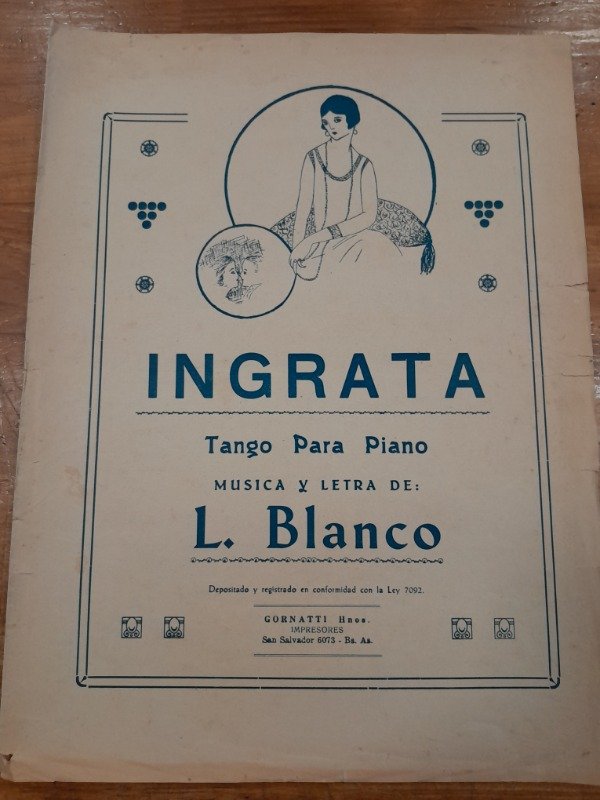 INGRATA
Tango Para Piano
MUSICA Y LETRA DE:
L. Blanco
Depositado y registrado en conformidad con la Ley 7092.
GORNATTI Hnos.
IMPRESORES
San Salvador 6073 - Bs. As.